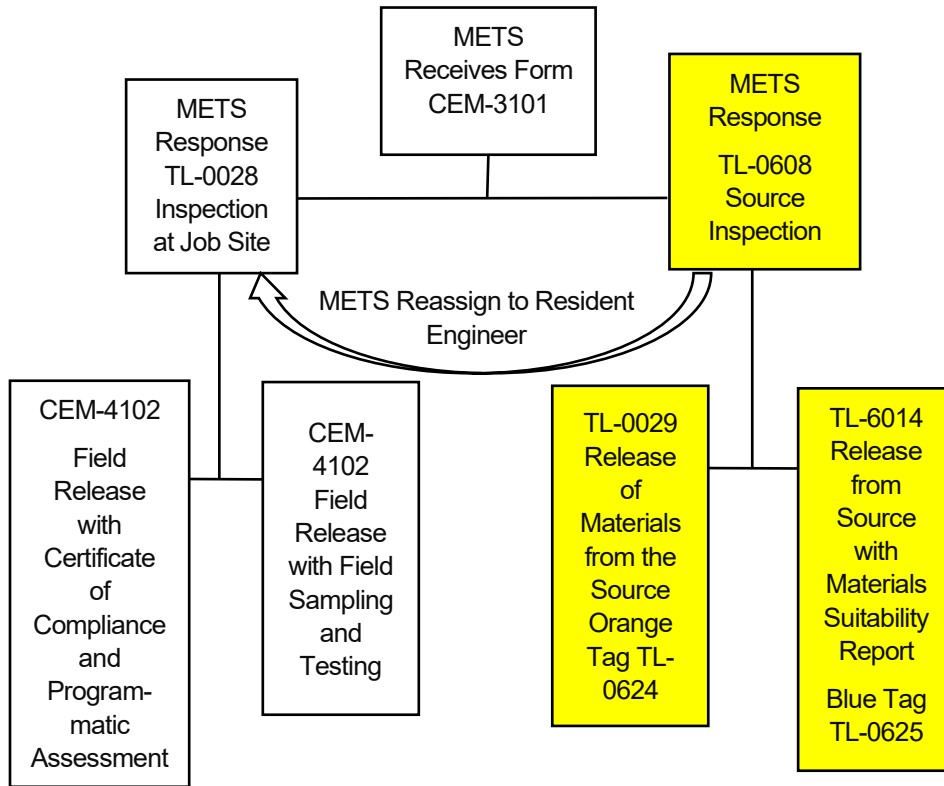 METS
Receives Form
CEM-3101
METS
Response
TL-0028
Inspection
at Job Site
METS
Response
TL-0608
Source
Inspection
METS Reassign to Resident
Engineer
CEM-4102
Field
Release
with
Certificate
of
Compliance
and
Program-
matic
Assessment
CEM-
4102
Field
Release
with Field
Sampling
and
Testing
TL-0029
Release
of
Materials
from the
Source
Orange
Tag TL-
0624
TL-6014
Release
from
Source
with
Materials
Suitability
Report
Blue Tag
TL-0625